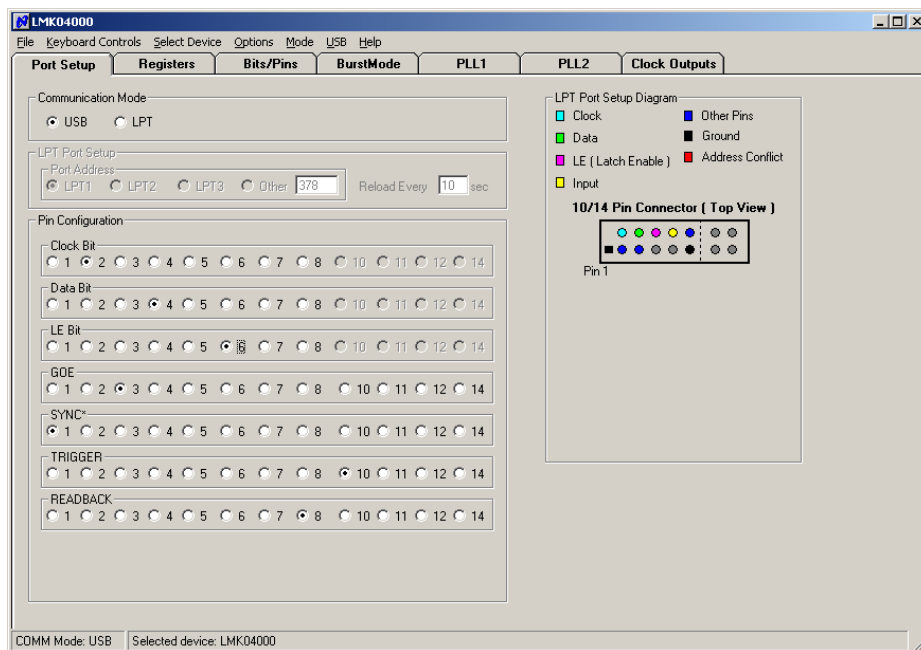 LMK04000
File Keyboard Controls Select Device Options Mode USB Help
Port Setup Registers Bits/Pins BurstMode PLL1 PLL2 Clock Outputs
Communication Mode
USB LPT
LPT Port Setup
Port Address
LPT1 LPT2 LPT3 Other 378 Reload Every 10 sec
Pin Configuration
Clock Bit
1 2 3 4 5 6 7 8 10 11 12 14
Data Bit
1 2 3 4 5 6 7 8 10 11 12 14
LE Bit
1 2 3 4 5 6 7 8 10 11 12 14
GOE
1 2 3 4 5 6 7 8 10 11 12 14
SYNC*
1 2 3 4 5 6 7 8 10 11 12 14
TRIGGER
1 2 3 4 5 6 7 8 10 11 12 14
READBACK
1 2 3 4 5 6 7 8 10 11 12 14
LPT Port Setup Diagram
Clock Other Pins
Data Ground
LE ( Latch Enable ) Address Conflict
Input
10/14 Pin Connector ( Top View )
Pin 1
COMM Mode: USB Selected device: LMK04000